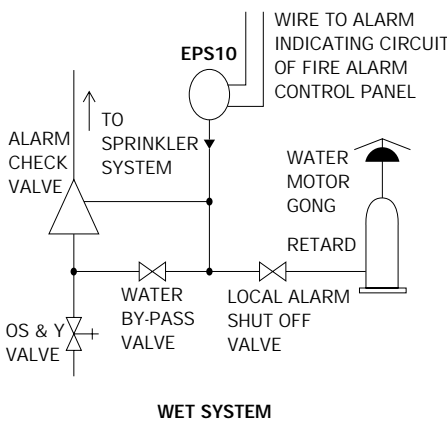 WIRE TO ALARM
INDICATING CIRCUIT
OF FIRE ALARM
CONTROL PANEL
EPS10
TO
SPRINKLER
SYSTEM
ALARM
CHECK
VALVE
WATER
MOTOR
GONG
RETARD
WATER
BY-PASS
VALVE
LOCAL ALARM
SHUT OFF
VALVE
OS & Y
VALVE
WET SYSTEM